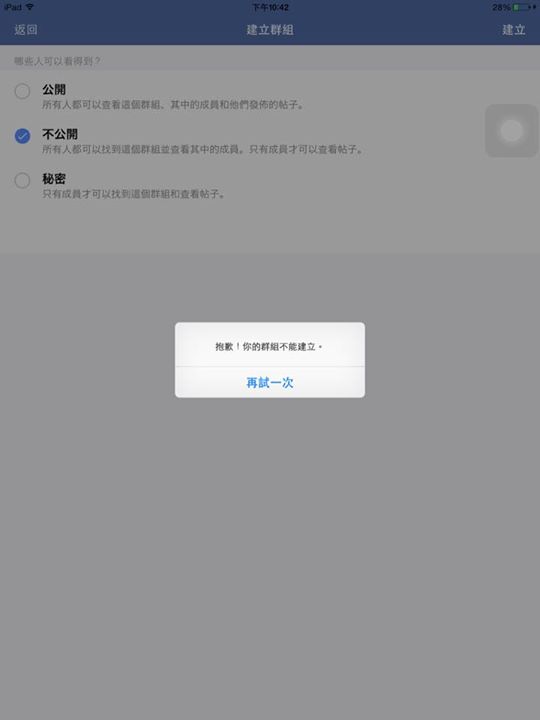 iPad 下午10:42 28%
返回 建立群組 建立
哪些人可以看得到？
公開
所有人都可以查看這個群組、其中的成員和他們發佈的帖子。
不公開
所有人都可以找到這個群組並查看其中的成員。只有成員才可以查看帖子。
秘密
只有成員才可以找到這個群組和查看帖子。
抱歉！你的群組不能建立。
再試一次